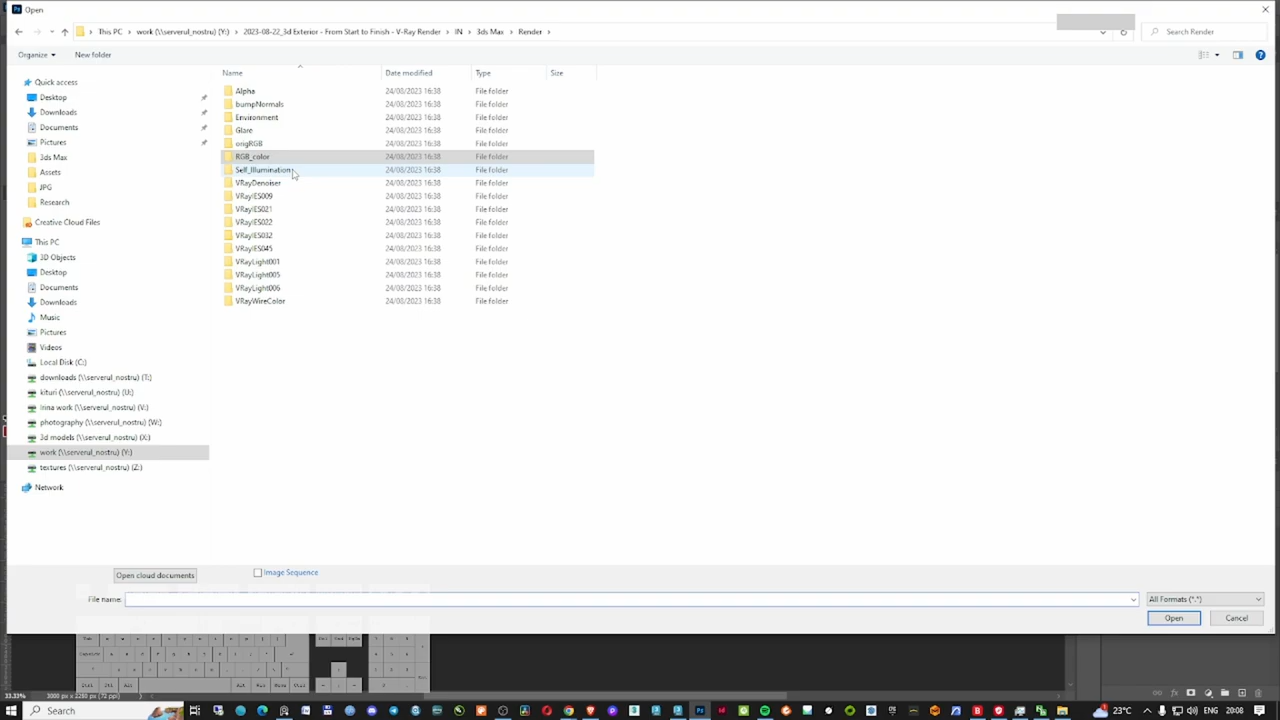 Open
This PC > work (\\serverul_nostru) (Y:) > 2023-08-22_3d Exterior - From Start to Finish - V-Ray Render > IN > 3ds Max > Render >
Search Render
Organize
New folder
Name
Date modified
Type
Size
Quick access
Desktop
Downloads
Documents
Pictures
3ds Max
Assets
JPG
Research
Creative Cloud Files
This PC
3D Objects
Desktop
Documents
Downloads
Music
Pictures
Videos
Local Disk (C:)
downloads (\\serverul_nostru) (T:)
kituri (\\serverul_nostru) (U:)
Irina work (\\serverul_nostru) (V:)
photography (\\serverul_nostru) (W:)
3d models (\\serverul_nostru) (X:)
work (\\serverul_nostru) (Y:)
textures (\\serverul_nostru) (Z:)
Network
Alpha 24/08/2023 16:38 File folder
bumpNormals 24/08/2023 16:38 File folder
Environment 24/08/2023 16:38 File folder
Glare 24/08/2023 16:38 File folder
origRGB 24/08/2023 16:38 File folder
RGB_color 24/08/2023 16:38 File folder
Self_Illumination 24/08/2023 16:38 File folder
VRayDenoiser 24/08/2023 16:38 File folder
VRayIES009 24/08/2023 16:38 File folder
VRayIES021 24/08/2023 16:38 File folder
VRayIES022 24/08/2023 16:38 File folder
VRayIES032 24/08/2023 16:38 File folder
VRayIES045 24/08/2023 16:38 File folder
VRayLight001 24/08/2023 16:38 File folder
VRayLight005 24/08/2023 16:38 File folder
VRayLight006 24/08/2023 16:38 File folder
VRayWireColor 24/08/2023 16:38 File folder
Open cloud documents
Image Sequence
File name:
All Formats (*.*)
Open
Cancel
Search
23°C
ENG
20:08